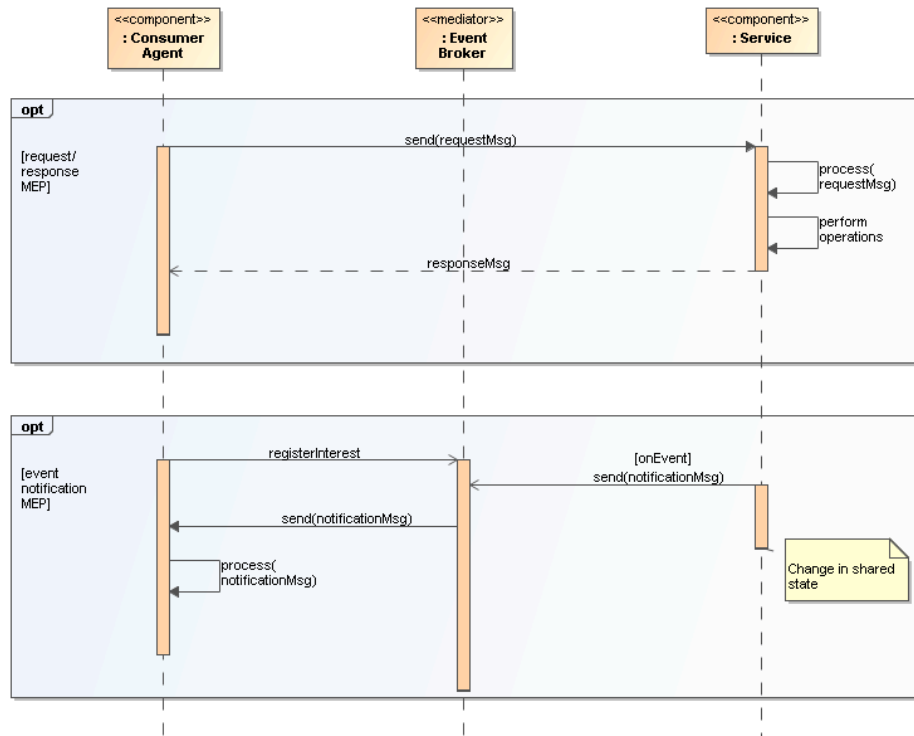 <<component>>
: Consumer
Agent
<<mediator>>
: Event
Broker
<<component>>
: Service
opt
[request/
response
MEP]
send(requestMsg)
process(
requestMsg)
perform
operations
responseMsg
opt
[event
notification
MEP]
registerInterest
[onEvent]
send(notificationMsg)
send(notificationMsg)
process(
notificationMsg)
Change in shared
state